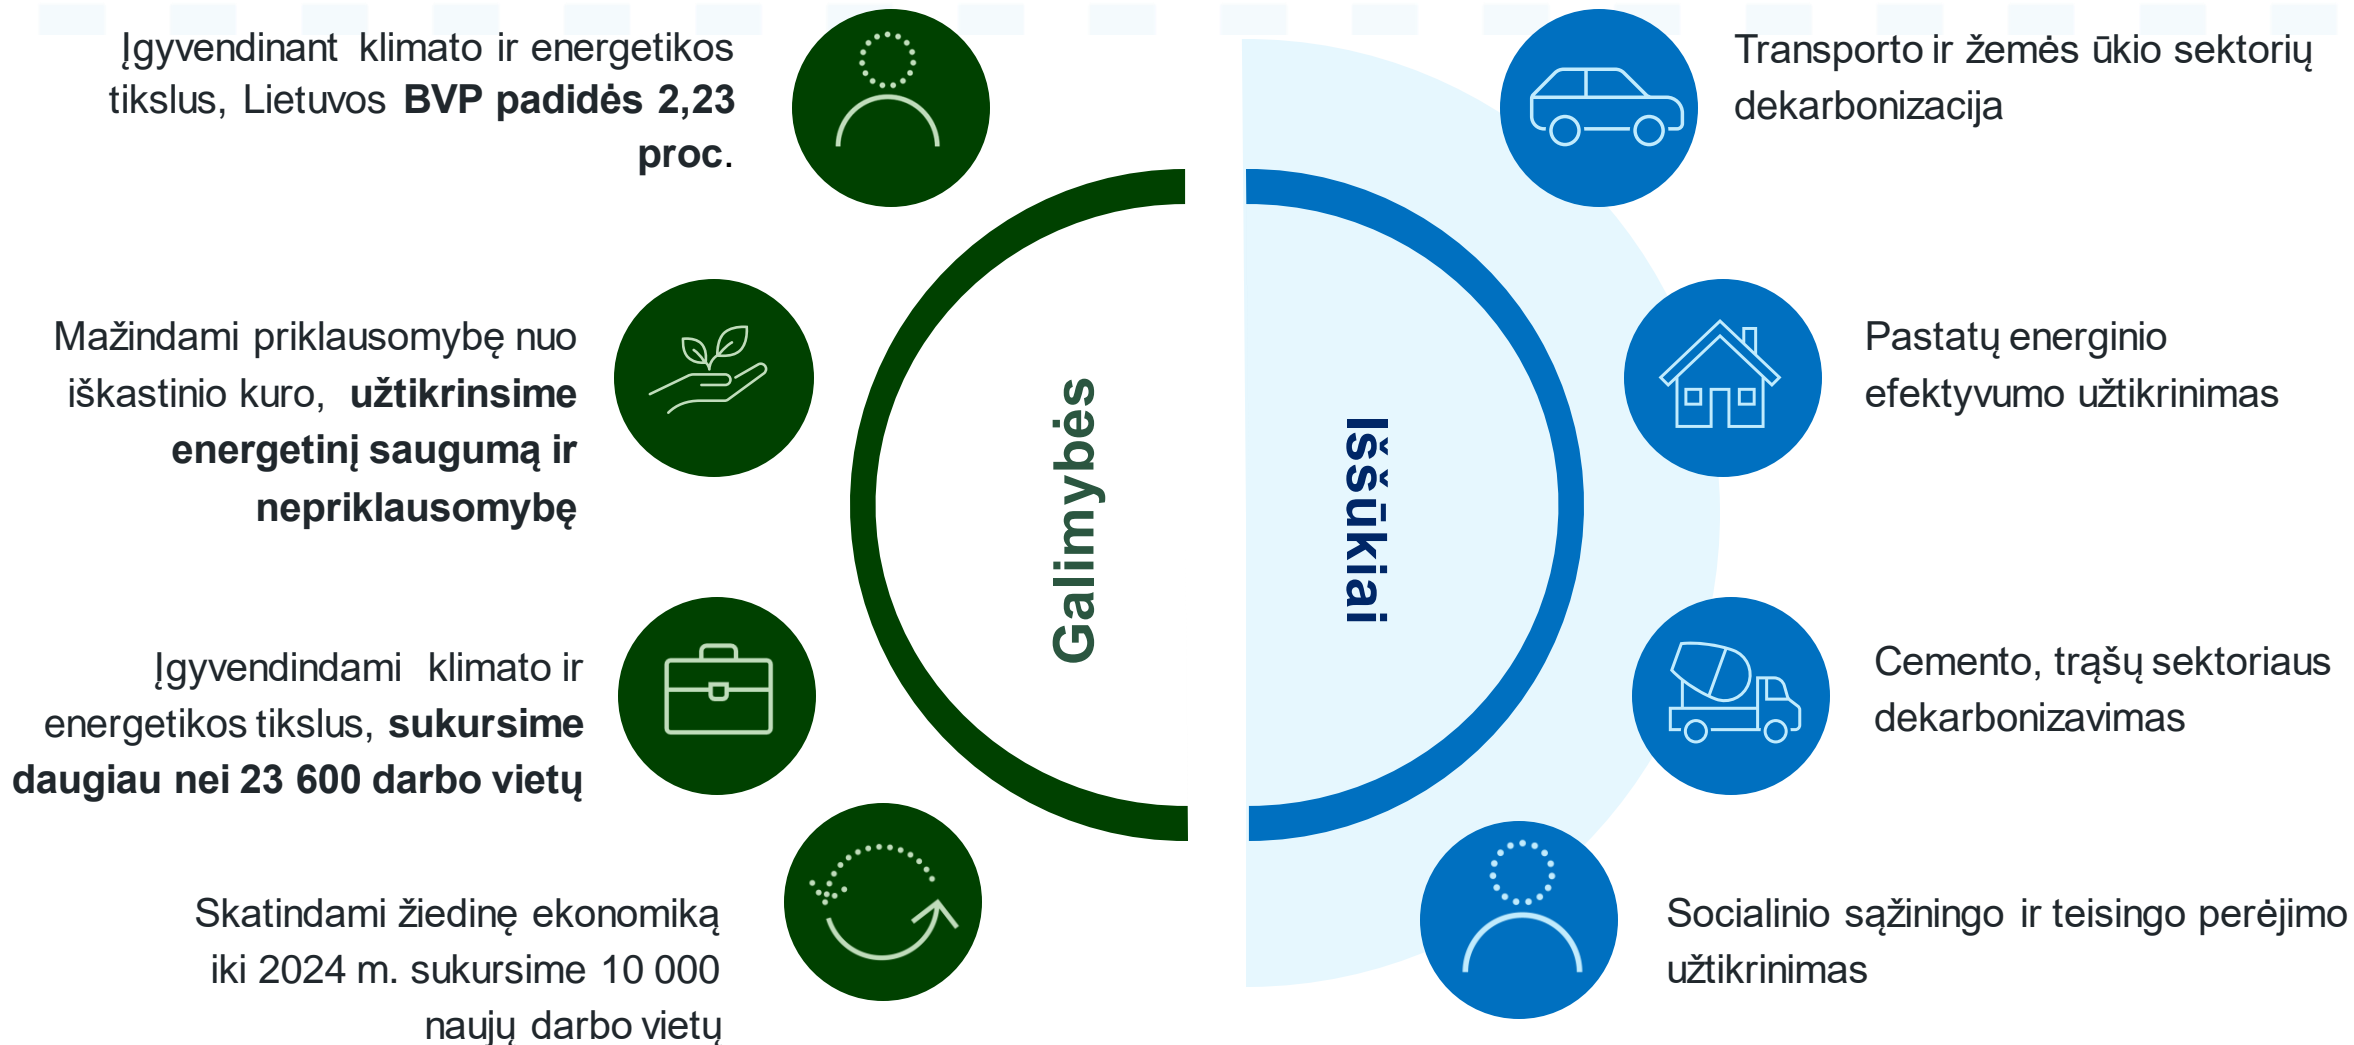 Įgyvendinant klimato ir energetikos
tikslus, Lietuvos BVP padidės 2,23
proc.
Mažindami priklausomybę nuo
iškastinio kuro, užtikrinsime
energetinį saugumą ir
nepriklausomybę
Įgyvendindami klimato ir
energetikos tikslus, sukursime
daugiau nei 23 600 darbo vietų
Skatindami žiedinę ekonomiką
iki 2024 m. sukursime 10 000
naujų darbo vietų
Galimybės
Iššūkiai
Transporto ir žemės ūkio sektorių
dekarbonizacija
Pastatų energinio
efektyvumo užtikrinimas
Cemento, trąšų sektoriaus
dekarbonizavimas
Socialinio sąžiningo ir teisingo perėjimo
užtikrinimas